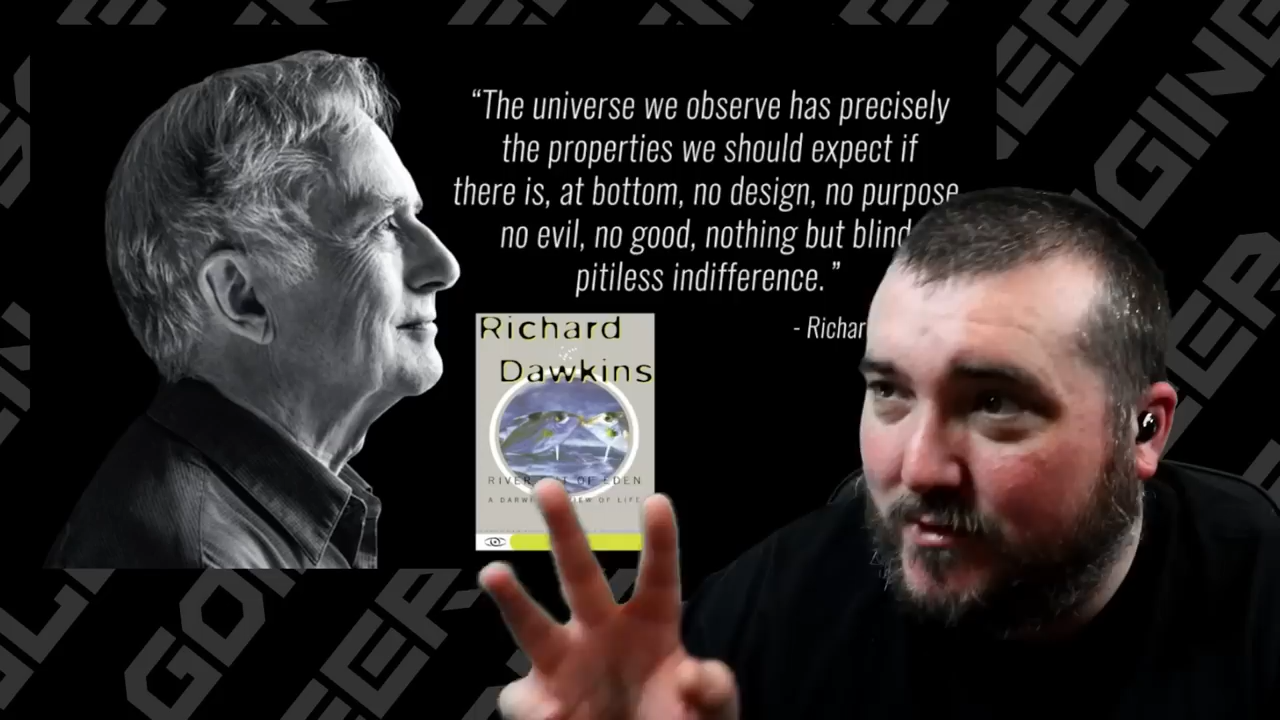 “The universe we observe has precisely
the properties we should expect if
there is, at bottom, no design, no purpose
no evil, no good, nothing but blind
pitiless indifference.”
- Richar
Richard
Dawkins
RIVER OUT OF EDEN
A VIEW OF LIFE